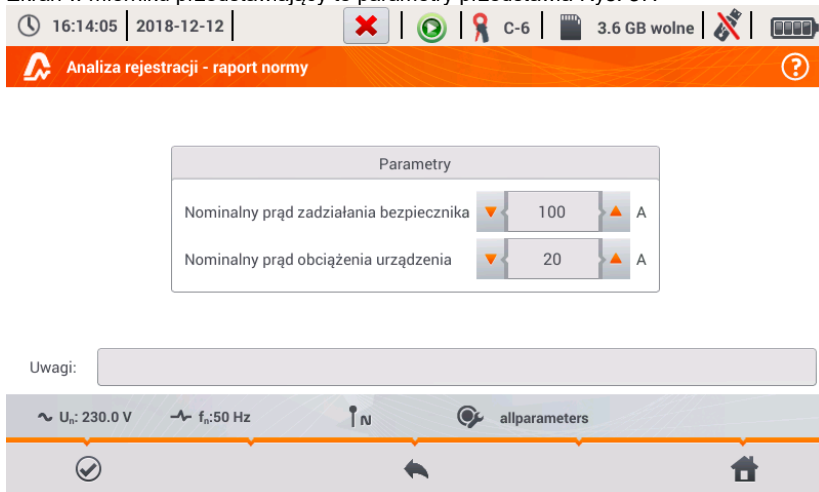 16:14:05 2018-12-12 C-6 3.6 GB wolne
Analiza rejestracji - raport normy ?
Parametry
Nominalny prąd zadziałania bezpiecznika 100 A
Nominalny prąd obciążenia urządzenia 20 A
Uwagi:
Un: 230.0 V fn:50 Hz N allparameters